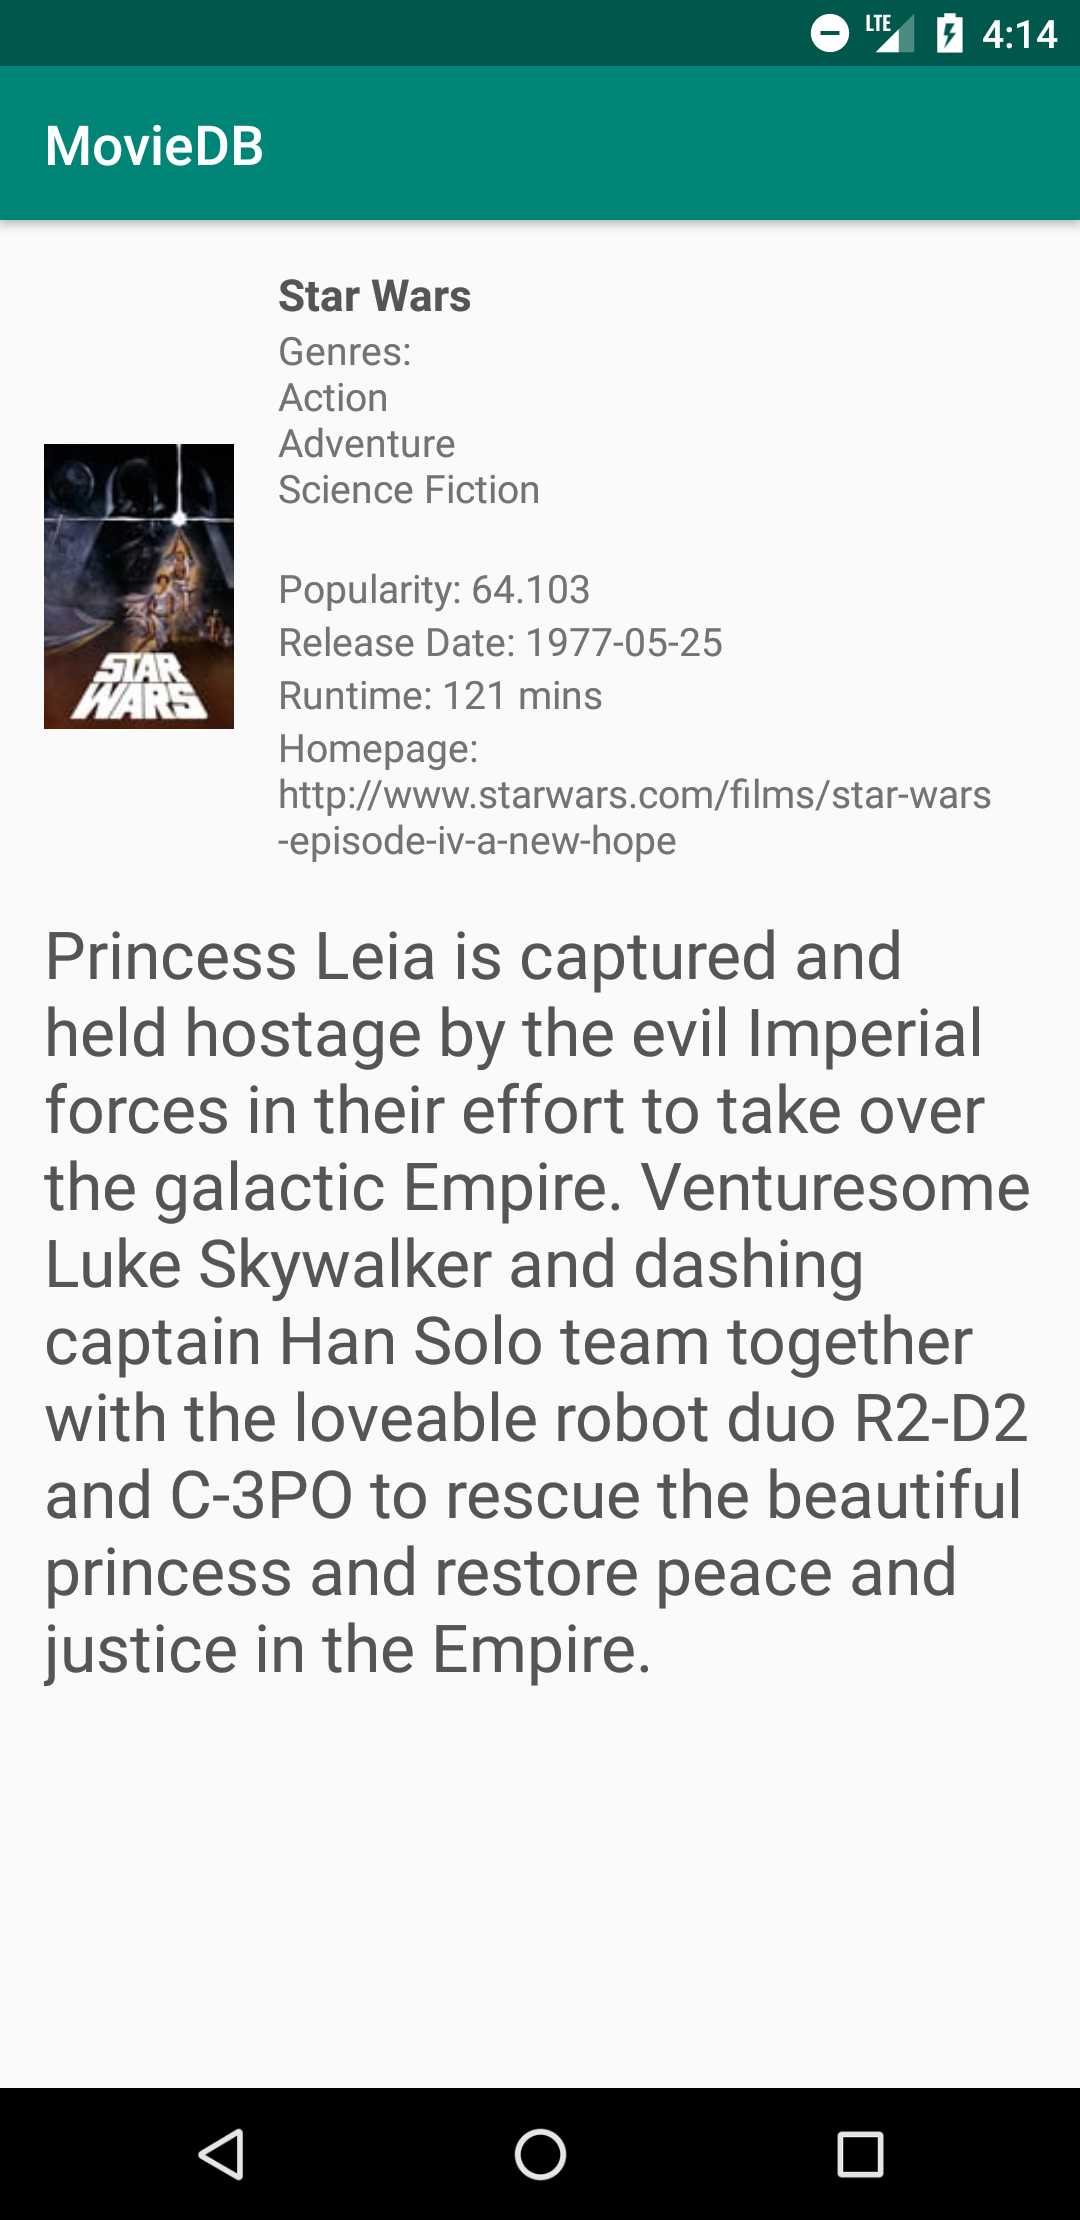 LTE 4:14
MovieDB
Star Wars
Genres:
Action
Adventure
Science Fiction
STAR
WARS
Popularity: 64.103
Release Date: 1977-05-25
Runtime: 121 mins
Homepage:
http://www.starwars.com/films/star-wars
-episode-iv-a-new-hope
Princess Leia is captured and
held hostage by the evil Imperial
forces in their effort to take over
the galactic Empire. Venturesome
Luke Skywalker and dashing
captain Han Solo team together
with the loveable robot duo R2-D2
and C-3PO to rescue the beautiful
princess and restore peace and
justice in the Empire.